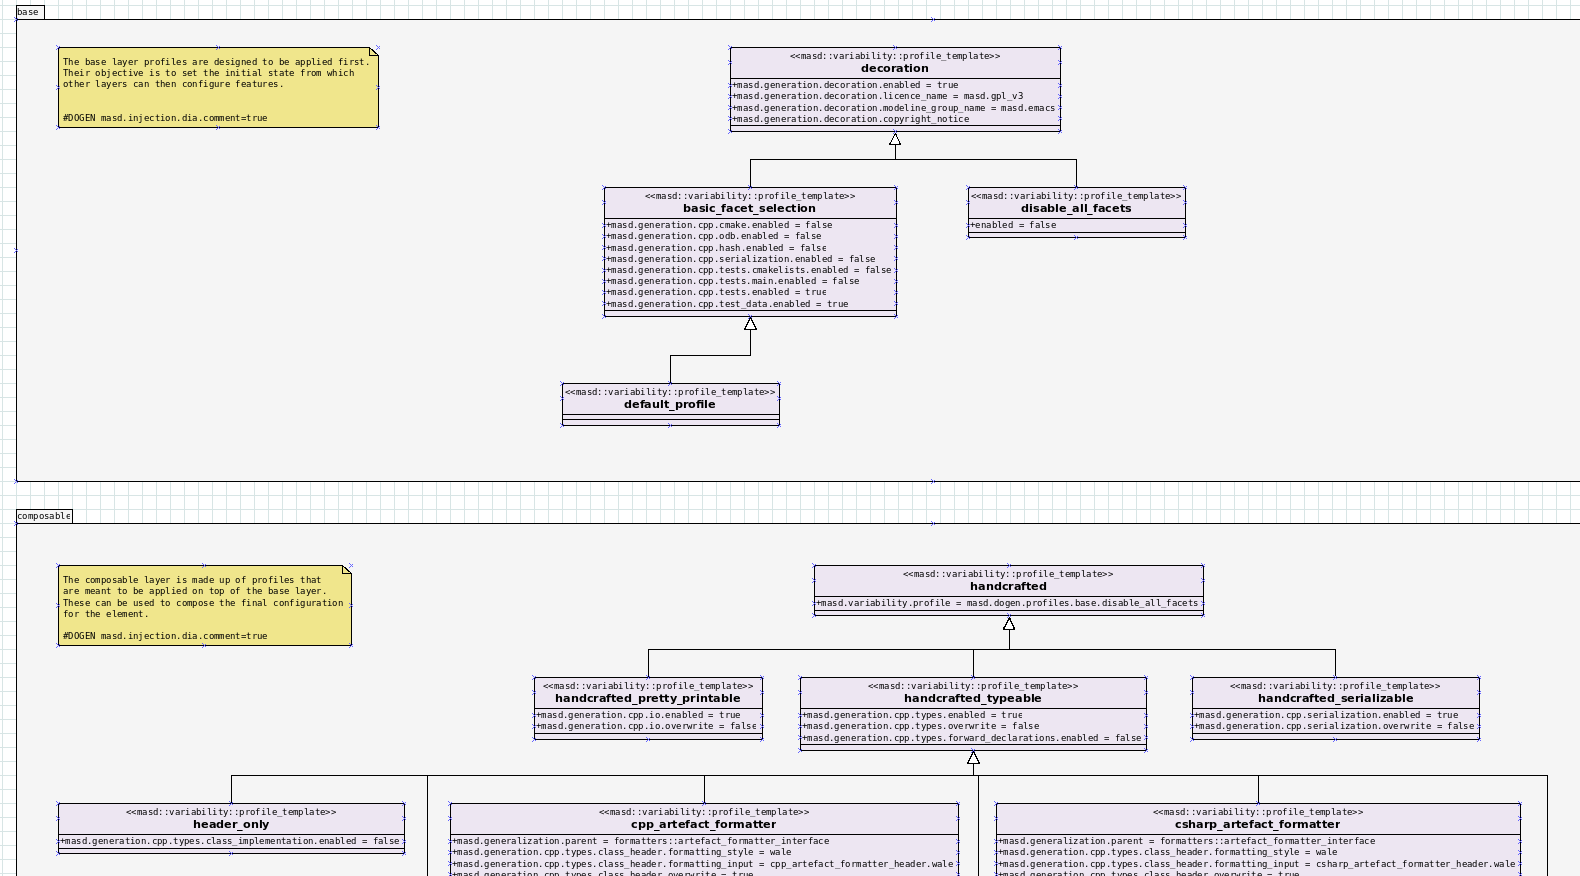 base
The base layer profiles are designed to be applied first.
Their objective is to set the initial state from which
other layers can then configure features.
#DOGEN masd.injection.dia.comment=true
<<masd::variability::profile_template>>
decoration
+masd.generation.decoration.enabled = true
+masd.generation.decoration.licence_name = masd.gpl_v3
+masd.generation.decoration.modeline_group_name = masd.emacs
+masd.generation.decoration.copyright_notice
<<masd::variability::profile_template>>
basic_facet_selection
+masd.generation.cpp.cmake.enabled = false
+masd.generation.cpp.odb.enabled = false
+masd.generation.cpp.hash.enabled = false
+masd.generation.cpp.serialization.enabled = false
+masd.generation.cpp.tests.cmakelists.enabled = false
+masd.generation.cpp.tests.main.enabled = false
+masd.generation.cpp.tests.enabled = true
+masd.generation.cpp.test_data.enabled = true
<<masd::variability::profile_template>>
disable_all_facets
+enabled = false
<<masd::variability::profile_template>>
default_profile
composable
The composable layer is made up of profiles that
are meant to be applied on top of the base layer.
These can be used to compose the final configuration
for the element.
#DOGEN masd.injection.dia.comment=true
<<masd::variability::profile_template>>
handcrafted
+masd.variability.profile = masd.dogen.profiles.base.disable_all_facets
<<masd::variability::profile_template>>
handcrafted_pretty_printable
+masd.generation.cpp.io.enabled = true
+masd.generation.cpp.io.overwrite = false
<<masd::variability::profile_template>>
handcrafted_typeable
+masd.generation.cpp.types.enabled = true
+masd.generation.cpp.types.overwrite = false
+masd.generation.cpp.types.forward_declarations.enabled = false
<<masd::variability::profile_template>>
handcrafted_serializable
+masd.generation.cpp.serialization.enabled = true
+masd.generation.cpp.serialization.overwrite = false
<<masd::variability::profile_template>>
header_only
+masd.generation.cpp.types.class_implementation.enabled = false
<<masd::variability::profile_template>>
cpp_artefact_formatter
+masd.generalization.parent = formatters::artefact_formatter_interface
+masd.generation.cpp.types.class_header.formatting_style = wale
+masd.generation.cpp.types.class_header.formatting_input = cpp_artefact_formatter_header.wale
+masd.generation.cpp.types.class_header.overwrite = true
<<masd::variability::profile_template>>
csharp_artefact_formatter
+masd.generalization.parent = formatters::artefact_formatter_interface
+masd.generation.cpp.types.class_header.formatting_style = wale
+masd.generation.cpp.types.class_header.formatting_input = csharp_artefact_formatter_header.wale
+masd.generation.cpp.types.class_header.overwrite = true